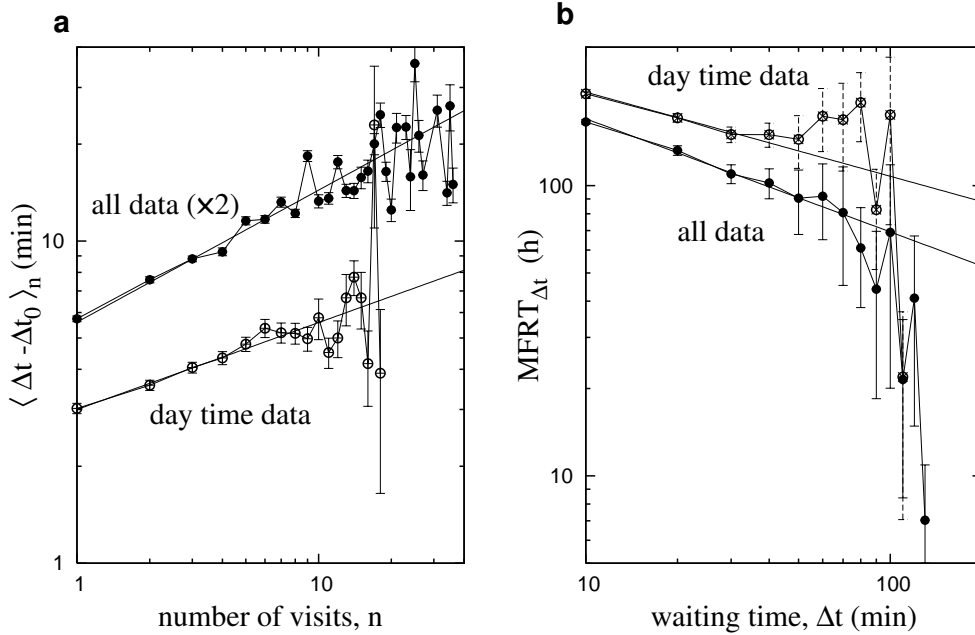 a
⟨ Δt -Δt0 ⟩n (min)
10
1
all data (×2)
day time data
1
10
number of visits, n
b
MFRTΔt (h)
100
10
day time data
all data
10
100
waiting time, Δt (min)